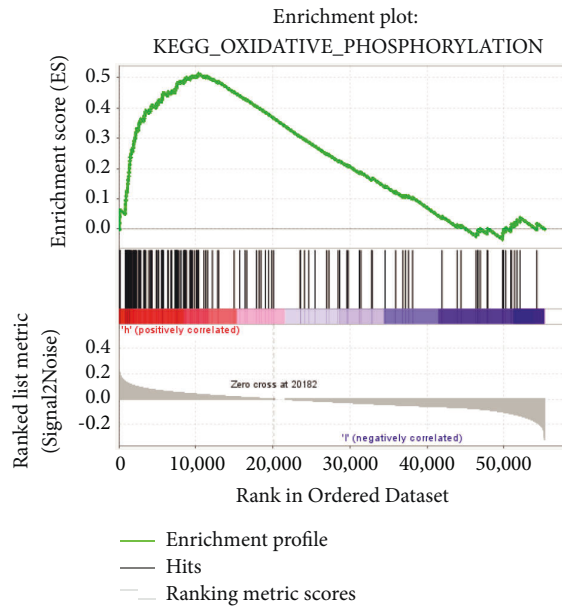 Enrichment plot:
KEGG_OXIDATIVE_PHOSPHORYLATION
Enrichment score (ES)
0.5
0.4
0.3
0.2
0.1
0.0
'h' (positively correlated)
Ranked list metric
(Signal2Noise)
0.4
0.2
0.0
-0.2
Zero cross at 20182
'l' (negatively correlated)
0 10,000 20,000 30,000 40,000 50,000
Rank in Ordered Dataset
Enrichment profile
Hits
Ranking metric scores